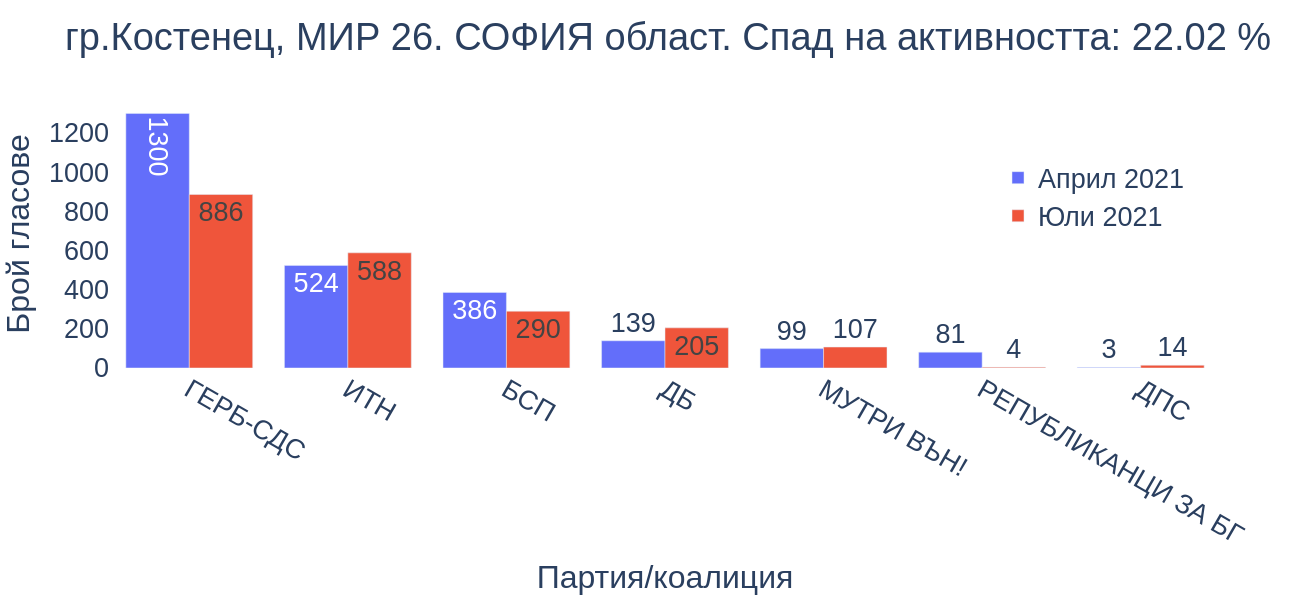 гр.Костенец, МИР 26. СОФИЯ област. Спад на активността: 22.02 %
Брой гласове
1200
1000
800
600
400
200
0
1300
886
524
588
386
290
139
205
99
107
81
4
3
14
Април 2021
Юли 2021
ГЕРБ-СДС
ИТН
БСП
ДБ
МУТРИ ВЪН!
РЕПУБЛИКАНЦИ ЗА БГ
ДПС
Партия/коалиция